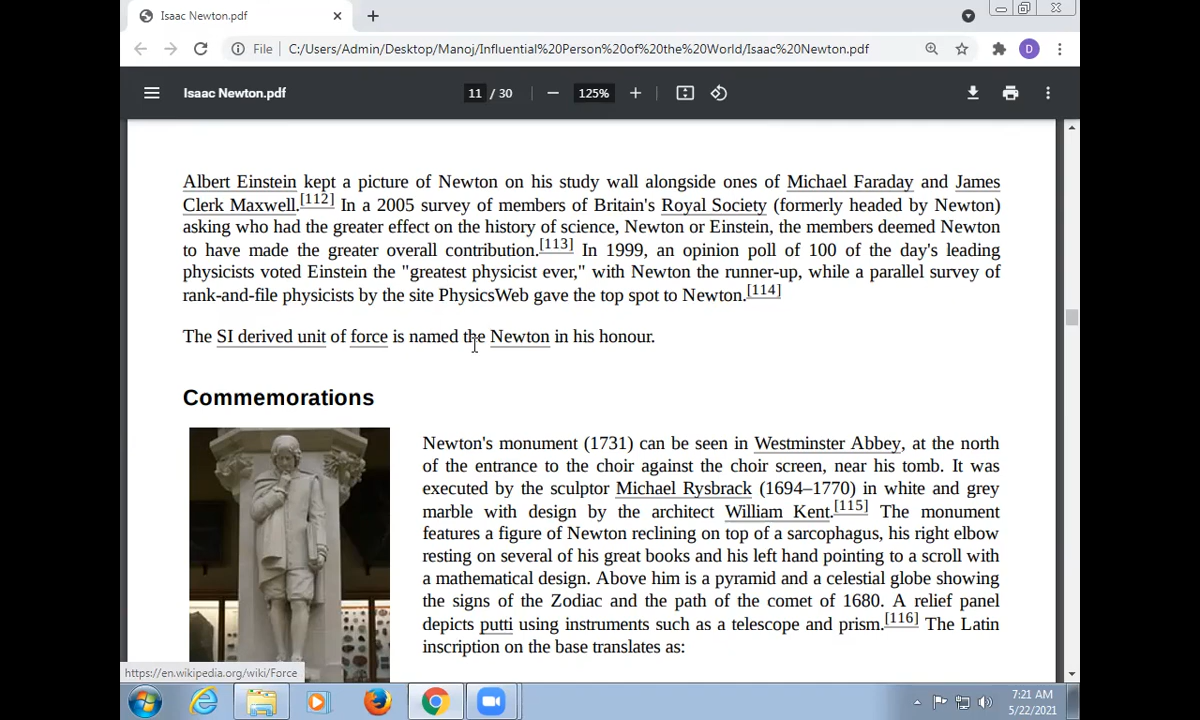 Isaac Newton.pdf
File | C:/Users/Admin/Desktop/Manoj/Influential%20Person%20of%20the%20World/Isaac%20Newton.pdf
D
Isaac Newton.pdf
11 / 30
125%
Albert Einstein kept a picture of Newton on his study wall alongside ones of Michael Faraday and James
Clerk Maxwell.[112] In a 2005 survey of members of Britain's Royal Society (formerly headed by Newton)
asking who had the greater effect on the history of science, Newton or Einstein, the members deemed Newton
to have made the greater overall contribution.[113] In 1999, an opinion poll of 100 of the day's leading
physicists voted Einstein the "greatest physicist ever," with Newton the runner-up, while a parallel survey of
rank-and-file physicists by the site PhysicsWeb gave the top spot to Newton.[114]
The SI derived unit of force is named the Newton in his honour.
Commemorations
Newton's monument (1731) can be seen in Westminster Abbey, at the north
of the entrance to the choir against the choir screen, near his tomb. It was
executed by the sculptor Michael Rysbrack (1694–1770) in white and grey
marble with design by the architect William Kent.[115] The monument
features a figure of Newton reclining on top of a sarcophagus, his right elbow
resting on several of his great books and his left hand pointing to a scroll with
a mathematical design. Above him is a pyramid and a celestial globe showing
the signs of the Zodiac and the path of the comet of 1680. A relief panel
depicts putti using instruments such as a telescope and prism.[116] The Latin
inscription on the base translates as:
https://en.wikipedia.org/wiki/Force
7:21 AM
5/22/2021